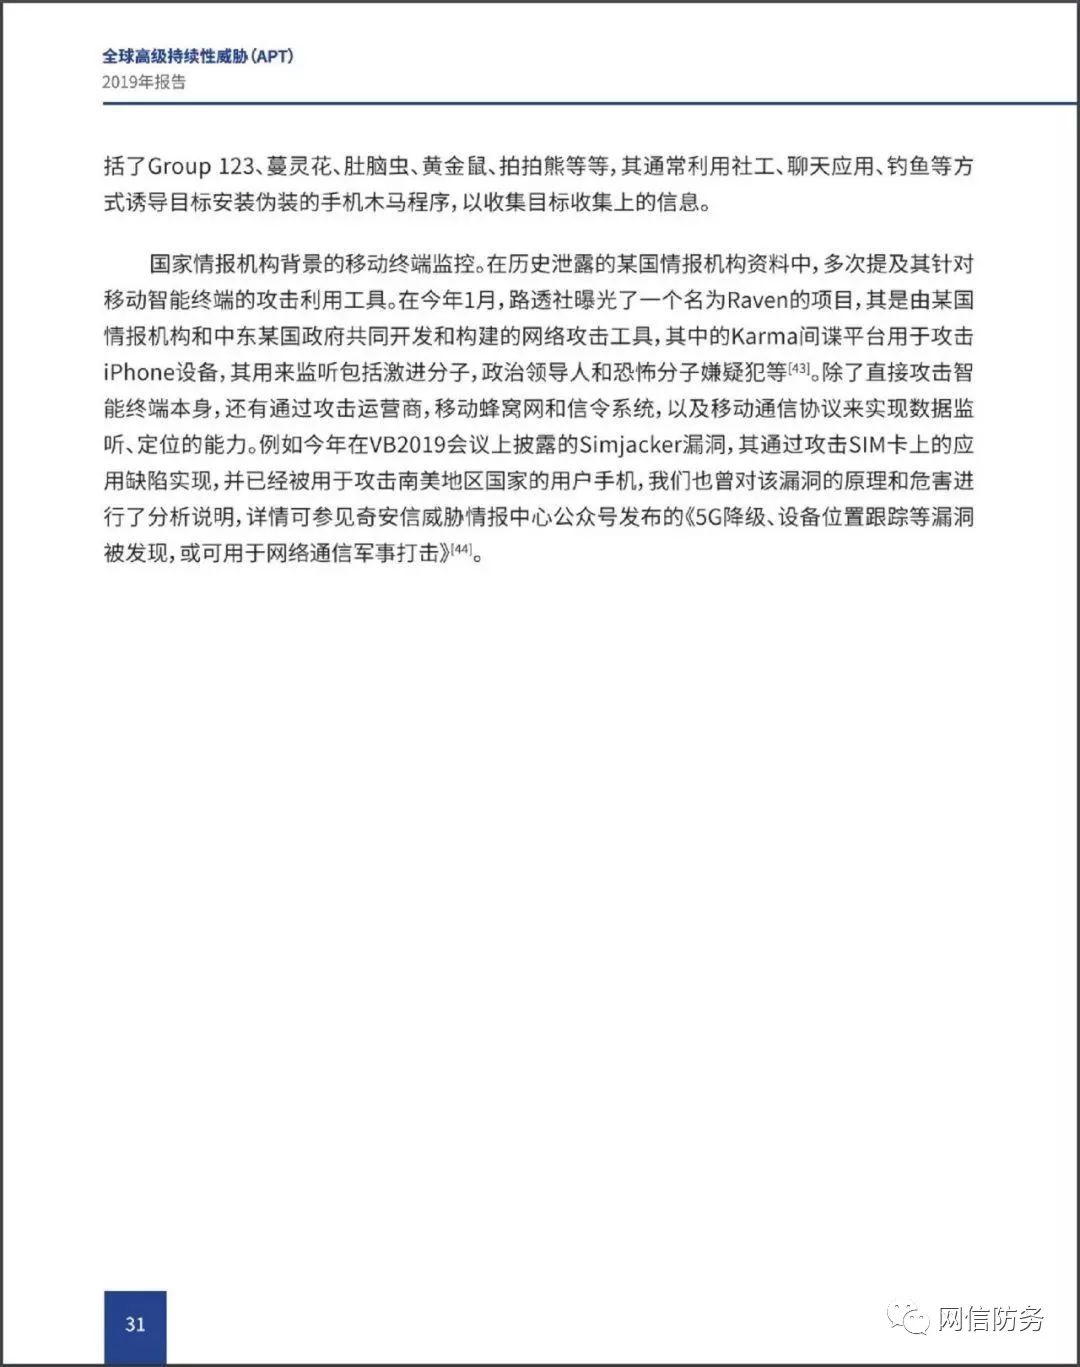 全球高级持续性威胁(APT)
2019年报告
括了Group 123、蔓灵花、肚脑虫、黄金鼠、拍拍熊等等，其通常利用社工、聊天应用、钓鱼等方
式诱导目标安装伪装的手机木马程序，以收集目标收集上的信息。
国家情报机构背景的移动终端监控。在历史泄露的某国情报机构资料中，多次提及其针对
移动智能终端的攻击利用工具。在今年1月，路透社曝光了一个名为Raven的项目，其是由某国
情报机构和中东某国政府共同开发和构建的网络攻击工具，其中的Karma间谍平台用于攻击
iPhone设备，其用来监听包括激进分子，政治领导人和恐怖分子嫌疑犯等[43]。除了直接攻击智
能终端本身，还有通过攻击运营商，移动蜂窝网和信令系统，以及移动通信协议来实现数据监
听、定位的能力。例如今年在VB2019会议上披露的Simjacker漏洞，其通过攻击SIM卡上的应
用缺陷实现，并已经被用于攻击南美地区国家的用户手机，我们也曾对该漏洞的原理和危害进
行了分析说明，详情可参见奇安信威胁情报中心公众号发布的《5G降级、设备位置跟踪等漏洞
被发现，或可用于网络通信军事打击》[44]。
31
网信防务